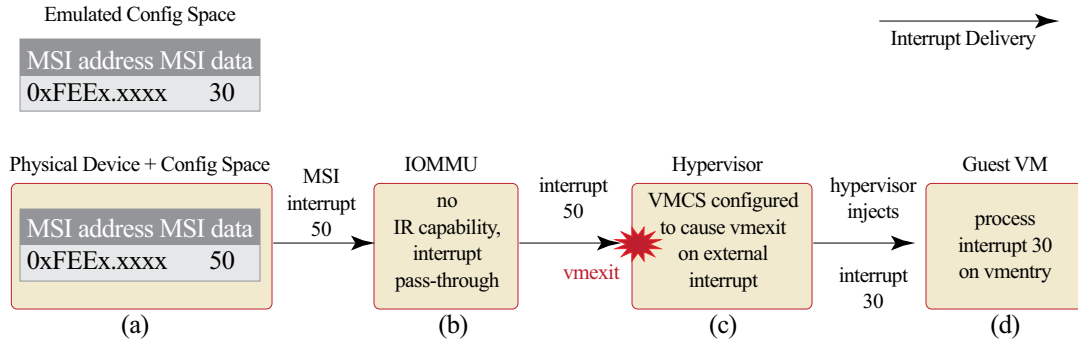 Emulated Config Space
MSI address MSI data
0xFEEx.xxxx 30
Interrupt Delivery
Physical Device + Config Space
MSI address MSI data
0xFEEx.xxxx 50
(a)
MSI
interrupt
50
IOMMU
no
IR capability,
interrupt
pass-through
(b)
interrupt
50
vmexit
Hypervisor
VMCS configured
to cause vmexit
on external
interrupt
(c)
hypervisor
injects
interrupt
30
Guest VM
process
interrupt 30
on vmentry
(d)